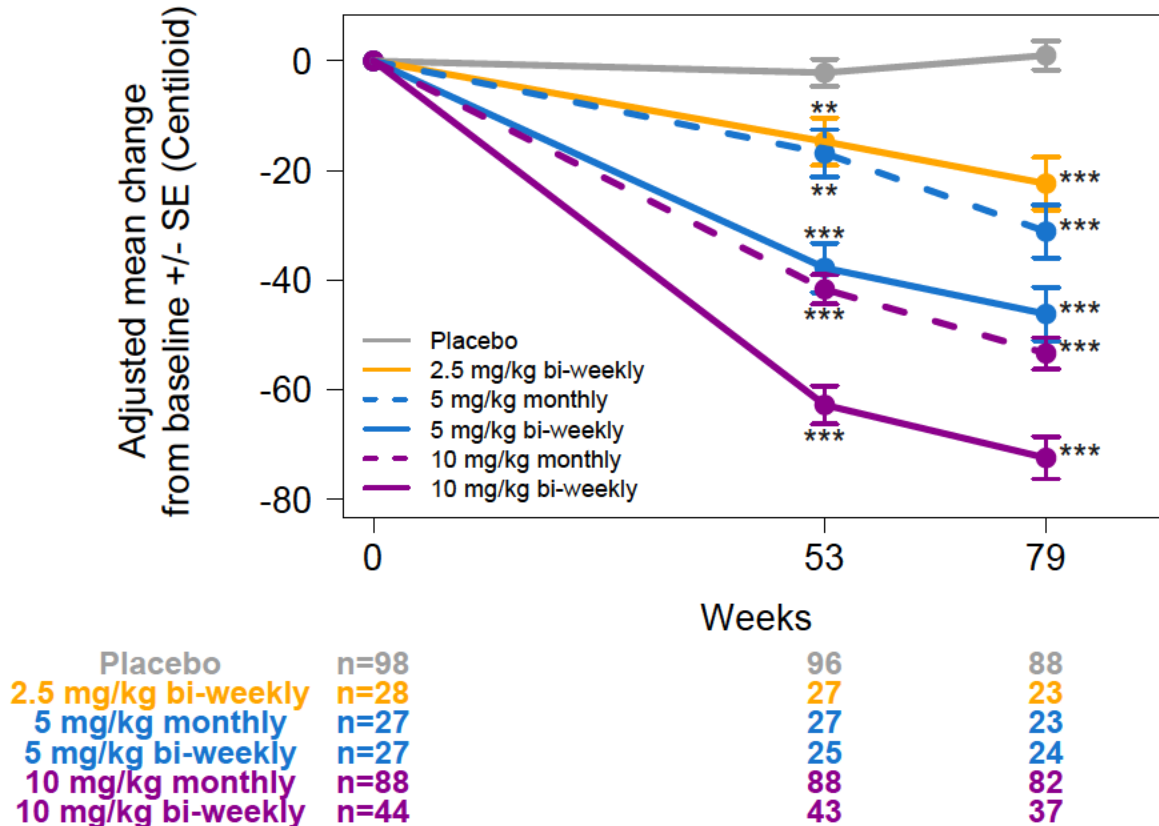 Adjusted mean change
from baseline +/- SE (Centiloid)
0
-20
-40
-60
-80
**
**
***
***
***
***
***
***
***
***
Placebo
2.5 mg/kg bi-weekly
5 mg/kg monthly
5 mg/kg bi-weekly
10 mg/kg monthly
10 mg/kg bi-weekly
0 53 79
Weeks
Placebo n=98 96 88
2.5 mg/kg bi-weekly n=28 27 23
5 mg/kg monthly n=27 27 23
5 mg/kg bi-weekly n=27 25 24
10 mg/kg monthly n=88 88 82
10 mg/kg bi-weekly n=44 43 37